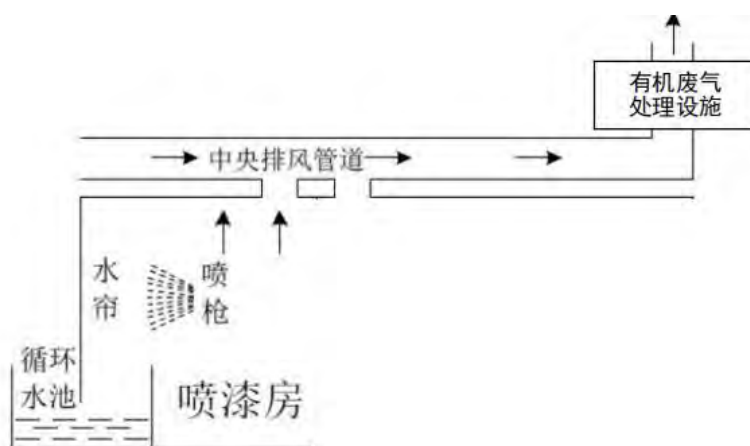 有机废气
处理设施
中央排风管道
水帘
喷枪
循环
水池
喷漆房